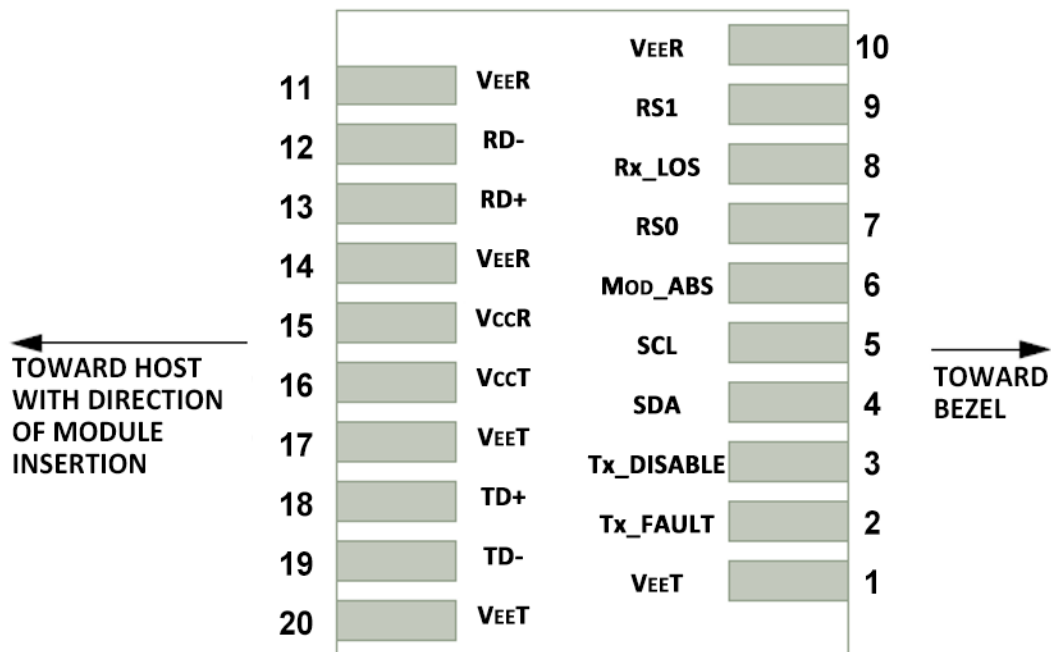 VEER 10
11 VEER
RS1 9
12 RD-
Rx_LOS 8
13 RD+
RS0 7
14 VEER
MOD_ABS 6
15 VCCR
SCL 5
TOWARD HOST
WITH DIRECTION
OF MODULE
INSERTION
TOWARD
BEZEL
16 VCCT
SDA 4
17 VEET
Tx_DISABLE 3
18 TD+
Tx_FAULT 2
19 TD-
VEET 1
20 VEET